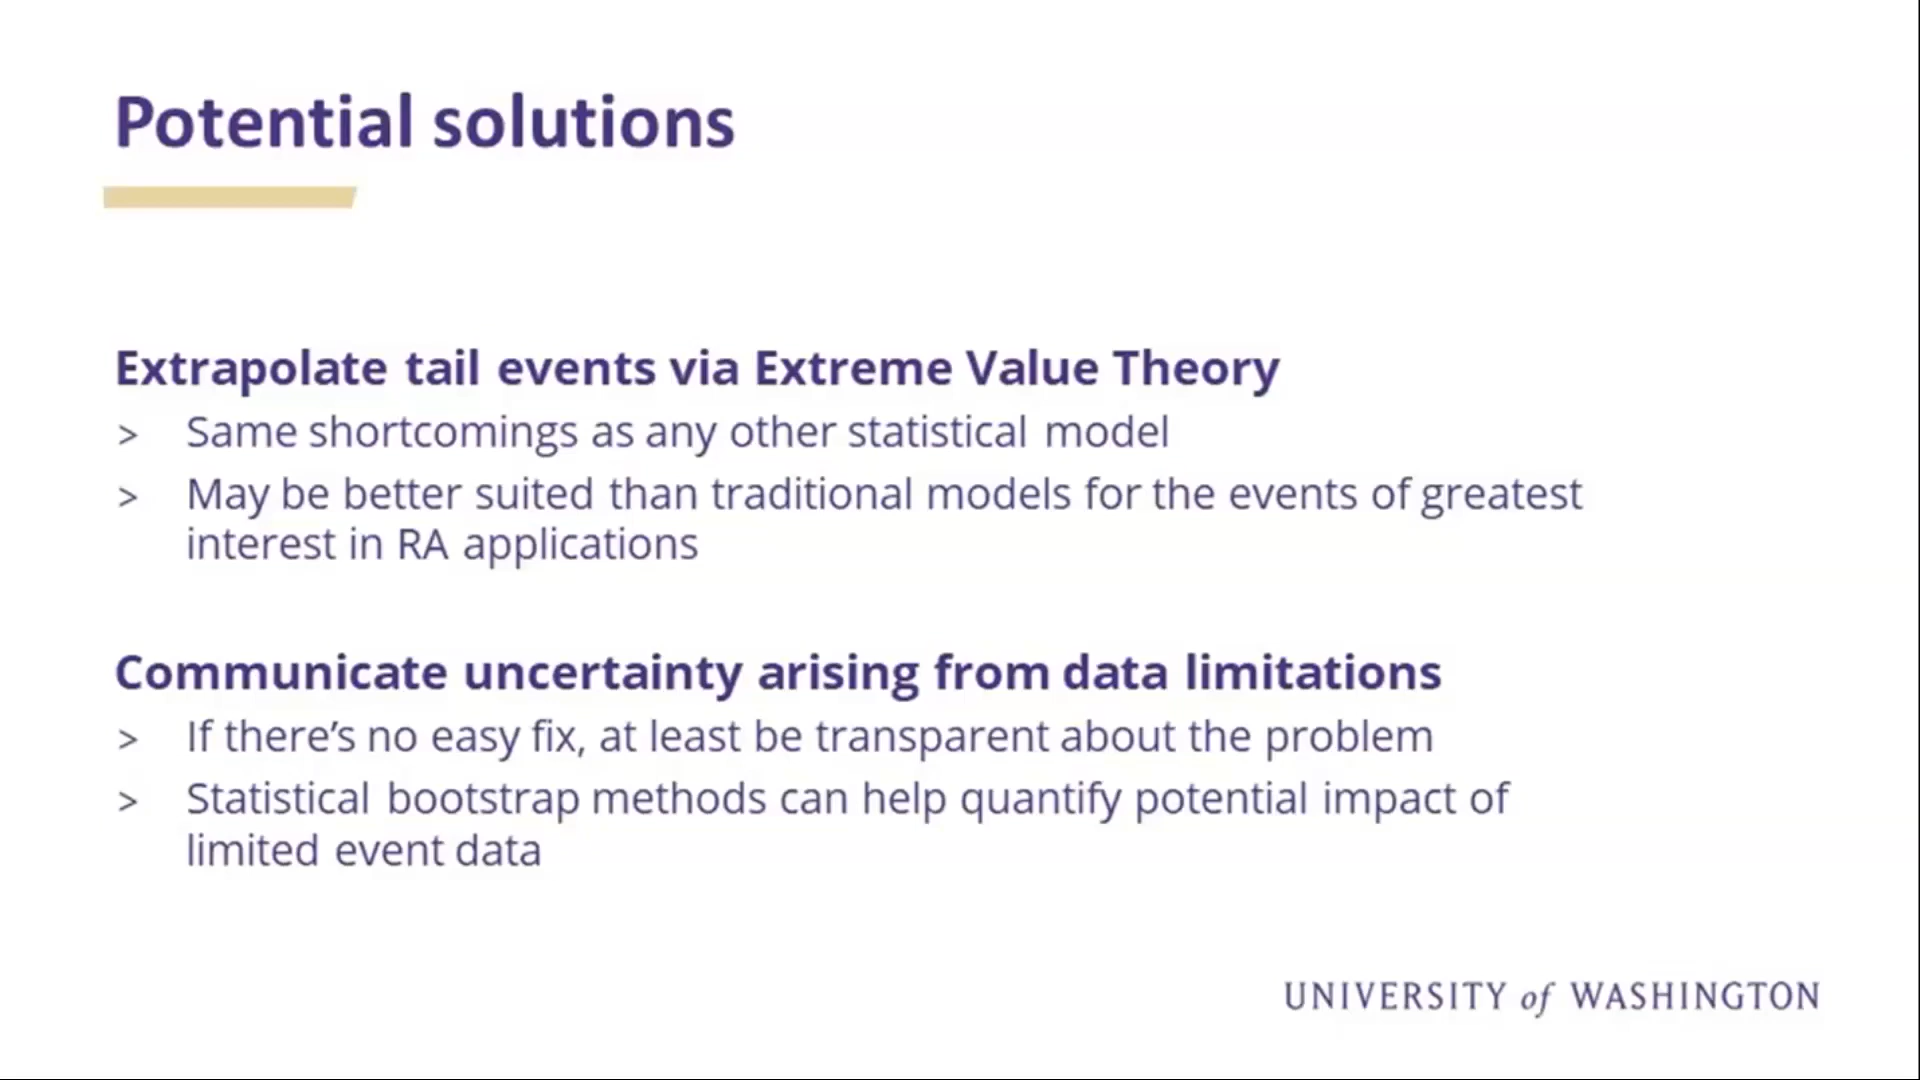 Potential solutions
Extrapolate tail events via Extreme Value Theory
> Same shortcomings as any other statistical model
> May be better suited than traditional models for the events of greatest
interest in RA applications
Communicate uncertainty arising from data limitations
> If there’s no easy fix, at least be transparent about the problem
> Statistical bootstrap methods can help quantify potential impact of
limited event data
UNIVERSITY of WASHINGTON